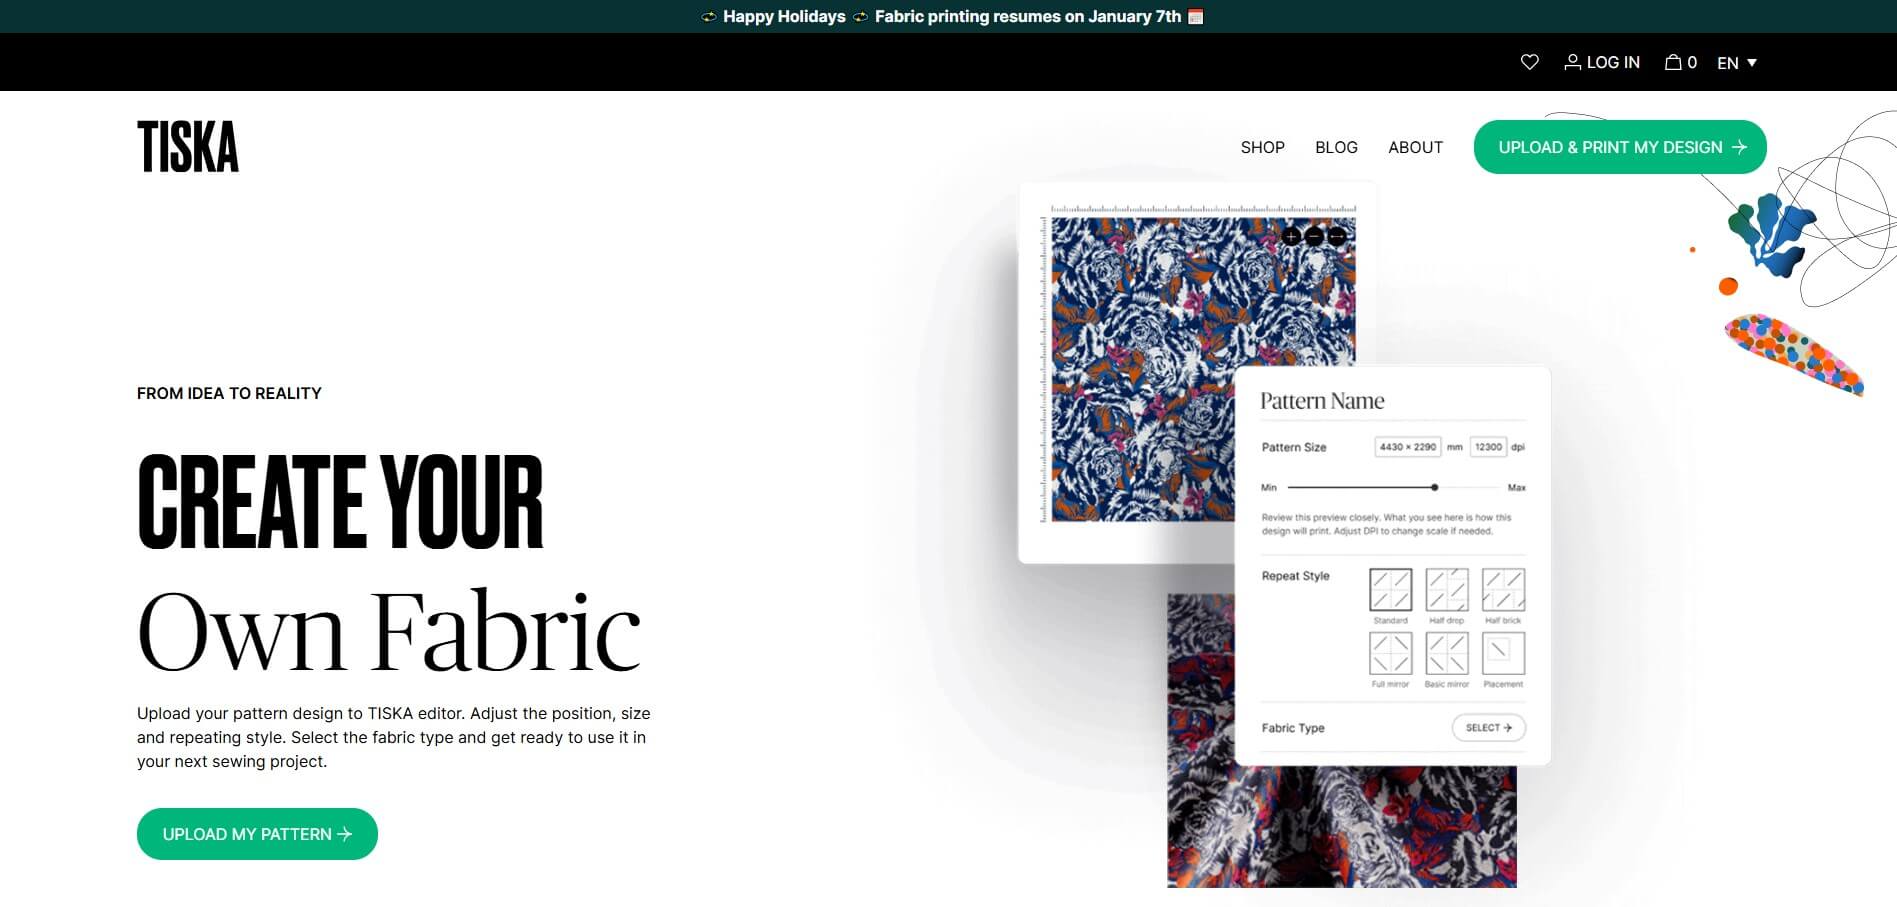 Happy Holidays Fabric printing resumes on January 7th
LOG IN 0 EN
TISKA
SHOP BLOG ABOUT UPLOAD & PRINT MY DESIGN
FROM IDEA TO REALITY
CREATE YOUR
Own Fabric
Upload your pattern design to TISKA editor. Adjust the position, size
and repeating style. Select the fabric type and get ready to use it in
your next sewing project.
UPLOAD MY PATTERN
Pattern Name
Pattern Size 4430 × 2290 mm 12300 dpi
Min Max
Review this preview closely. What you see here is how this
design will print. Adjust DPI to change scale if needed.
Repeat Style
Standard Half drop Half brick
Full mirror Basic mirror Placement
Fabric Type SELECT